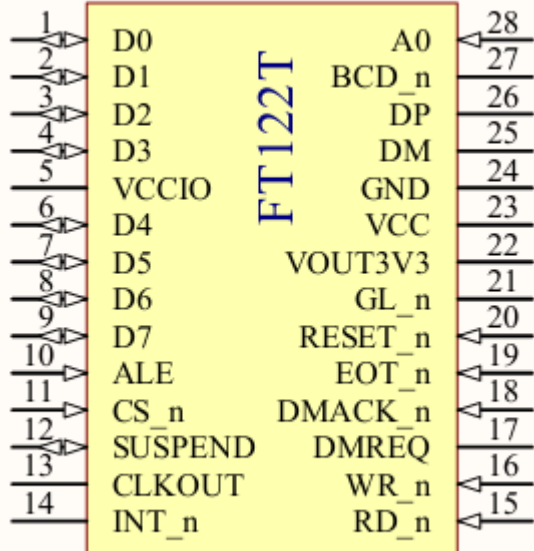 1 D0 A0 28
2 D1 BCD_n 27
3 D2 DP 26
4 D3 DM 25
5 VCCIO GND 24
6 D4 VCC 23
7 D5 VOUT3V3 22
8 D6 GL_n 21
9 D7 RESET_n 20
10 ALE EOT_n 19
11 CS_n DMACK_n 18
12 SUSPEND DMREQ 17
13 CLKOUT WR_n 16
14 INT_n RD_n 15
FT122T